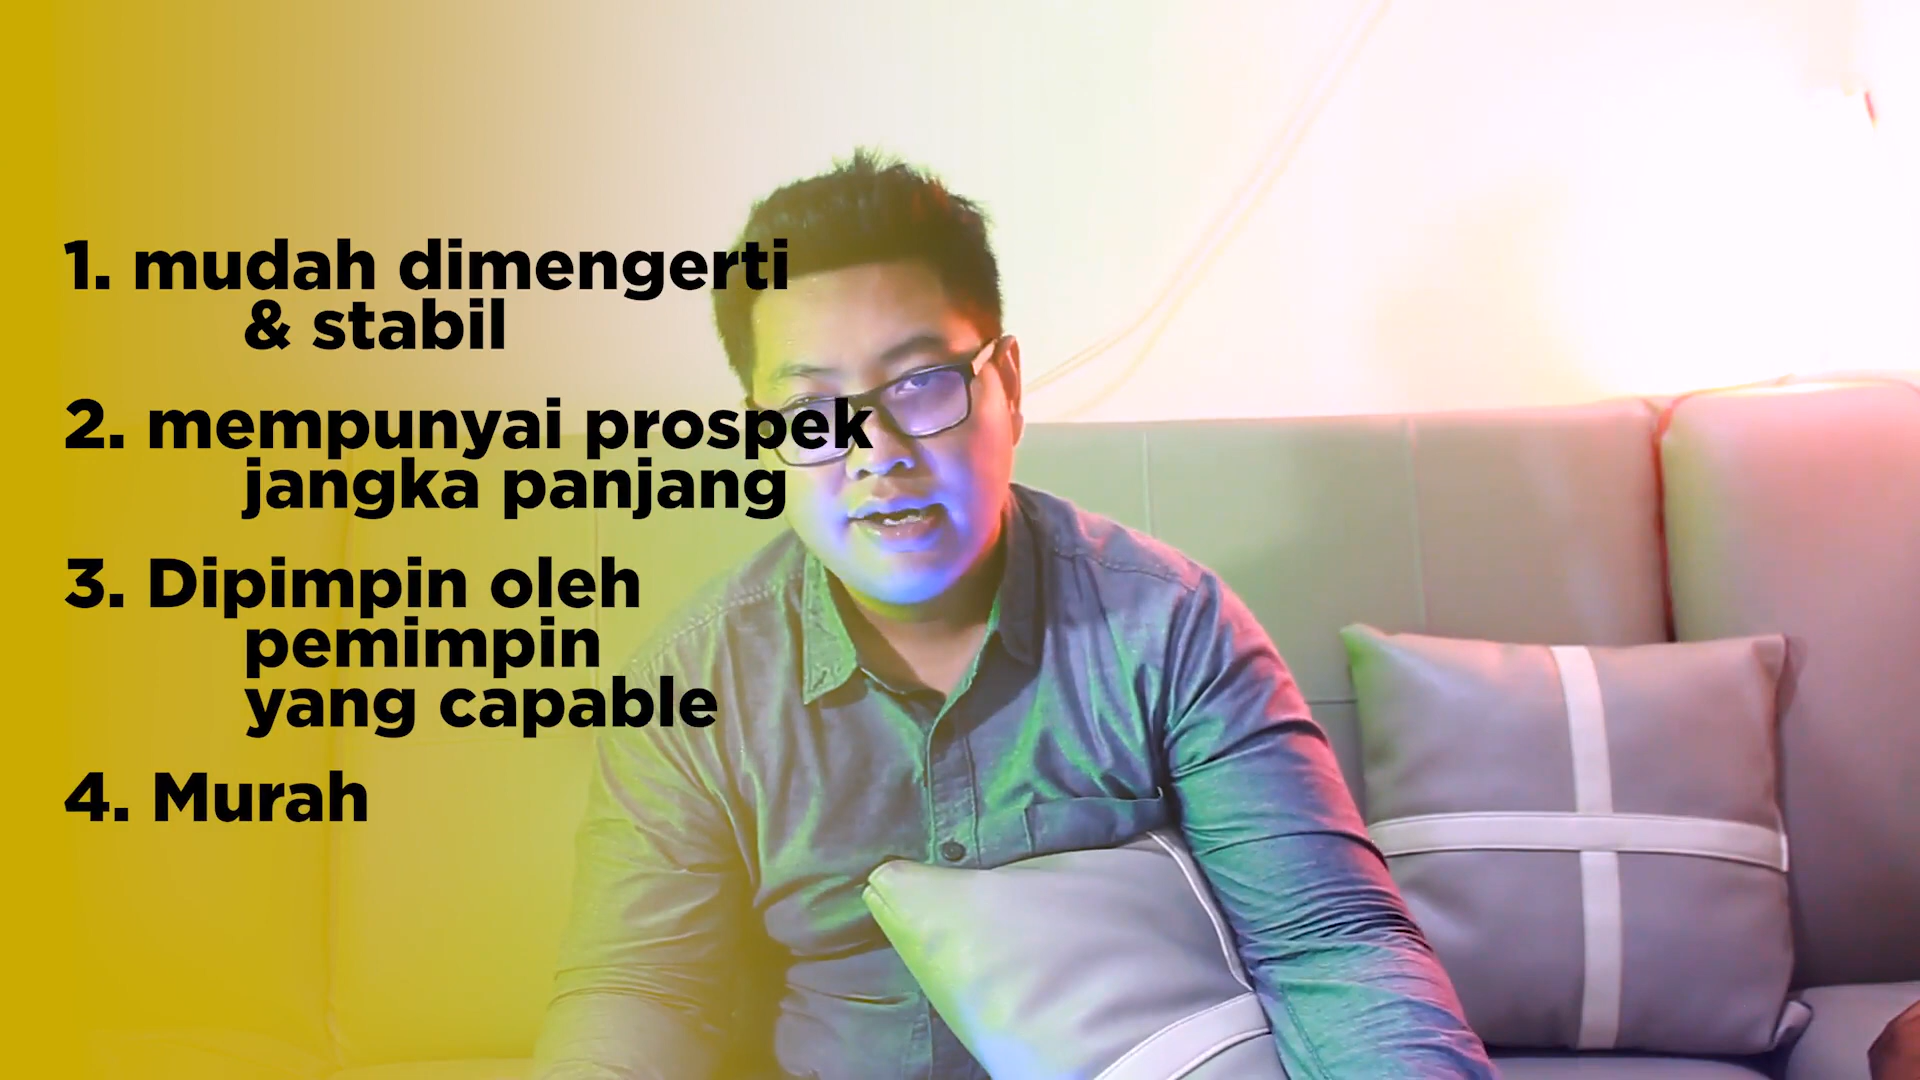 1. mudah dimengerti
& stabil
2. mempunyai prospek
jangka panjang
3. Dipimpin oleh
pemimpin
yang capable
4. Murah